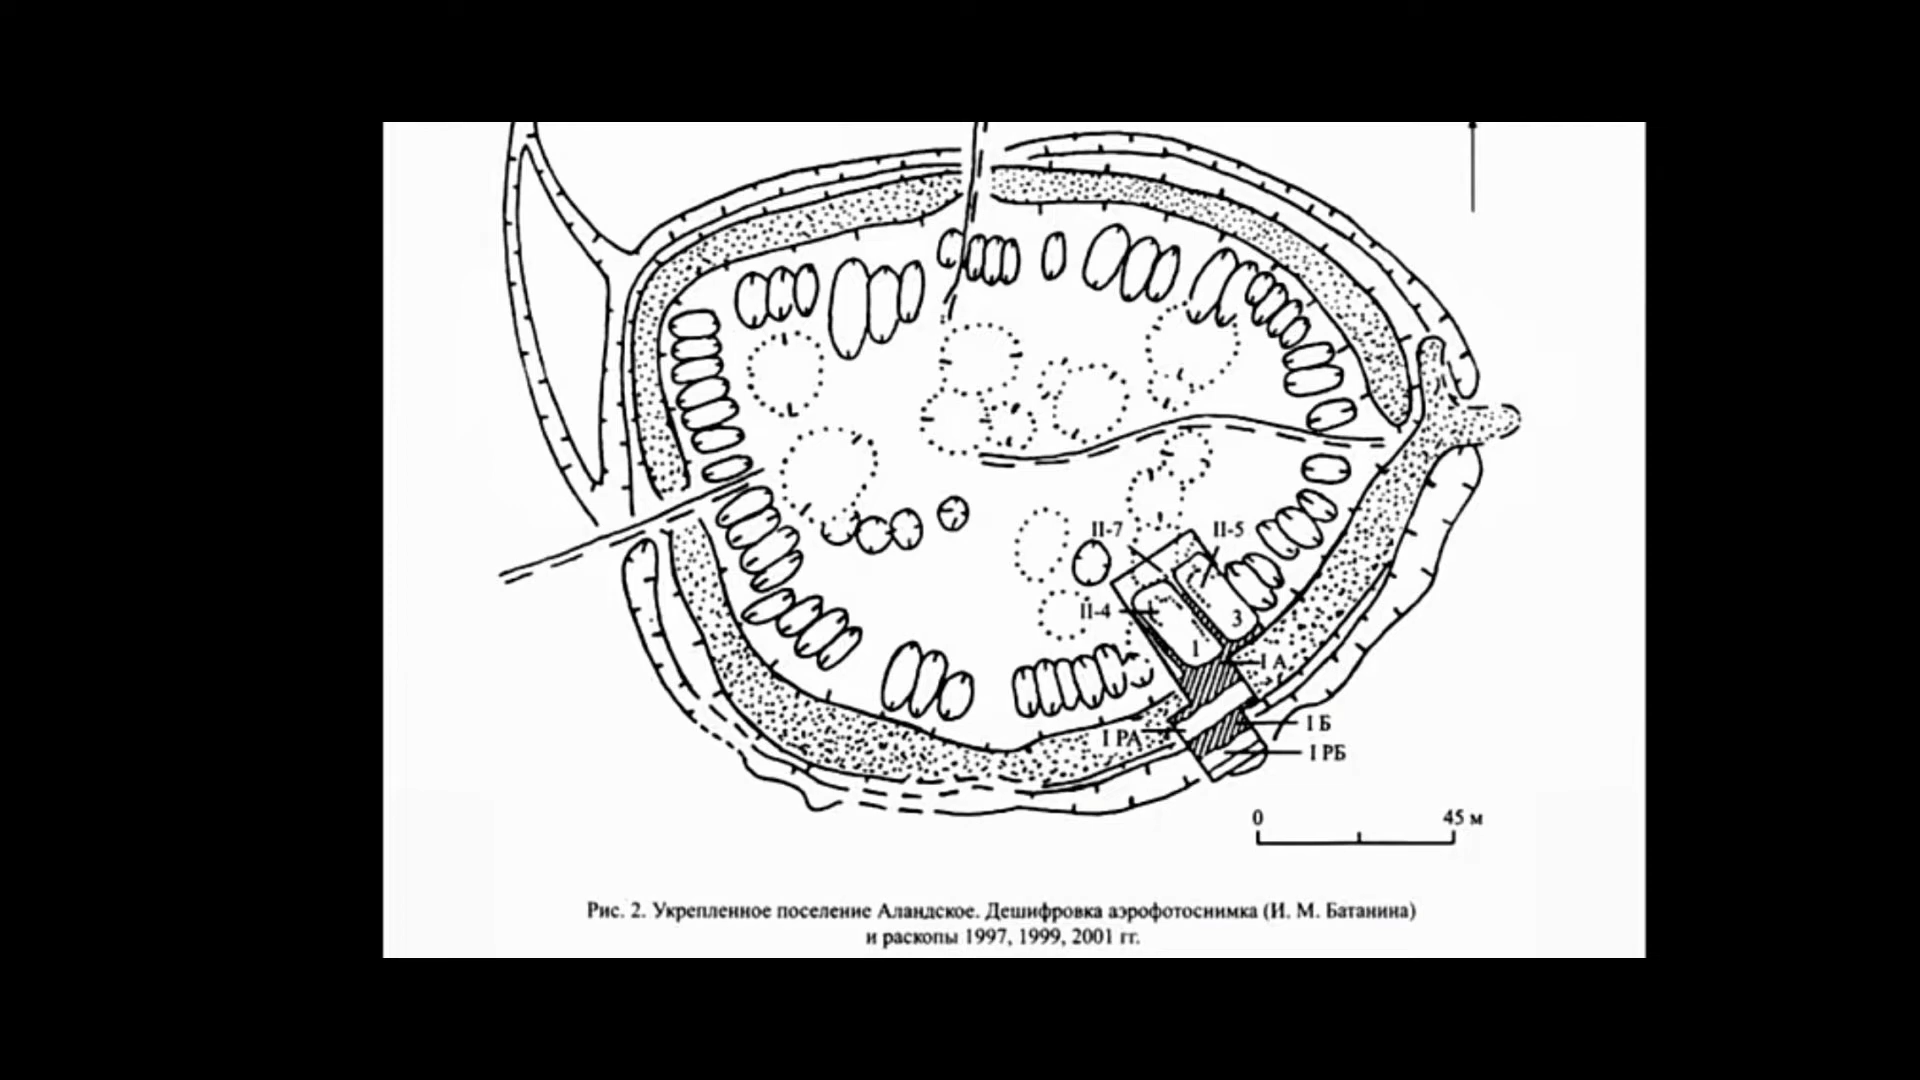 II-7
II-5
II-4
3
1
I А
I РА
I Б
I РБ
0
45 м
Рис. 2. Укрепленное поселение Аландское. Дешифровка аэрофотоснимка (И. М. Батанина)
и раскопы 1997, 1999, 2001 гг.